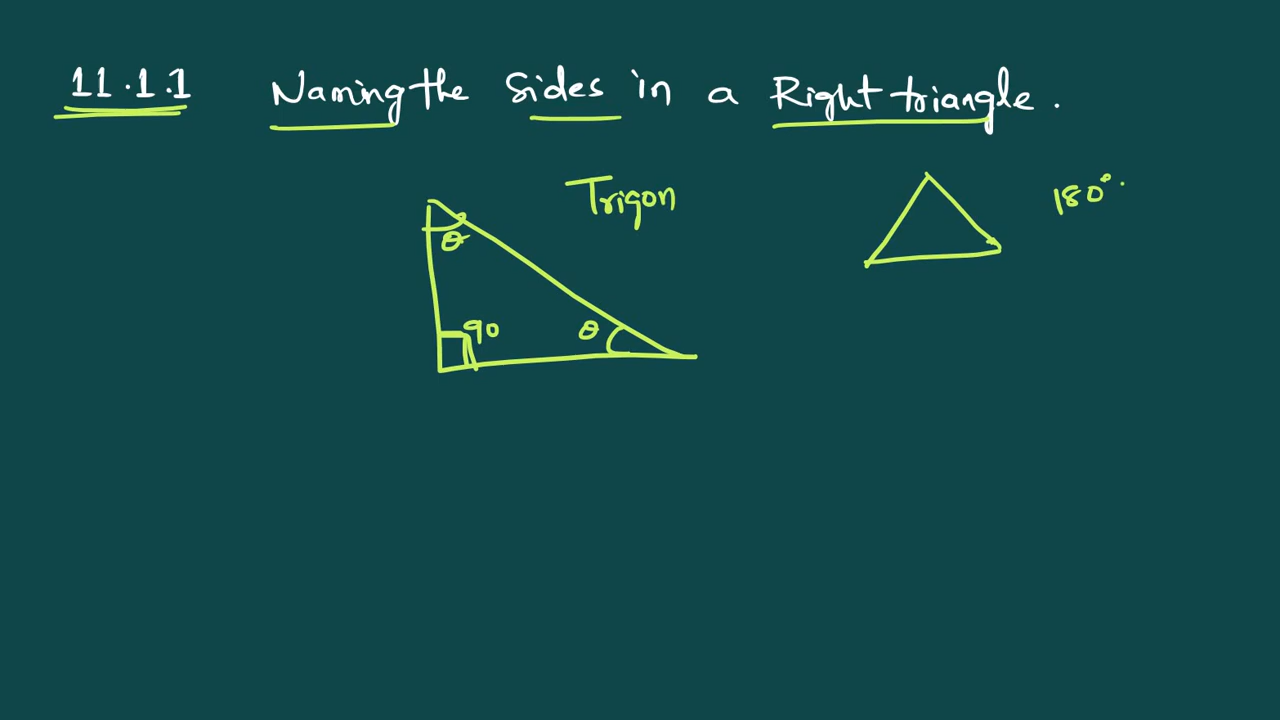 11.1.1 Naming the sides in a Right triangle.
Trigon
180°
θ
90
θ